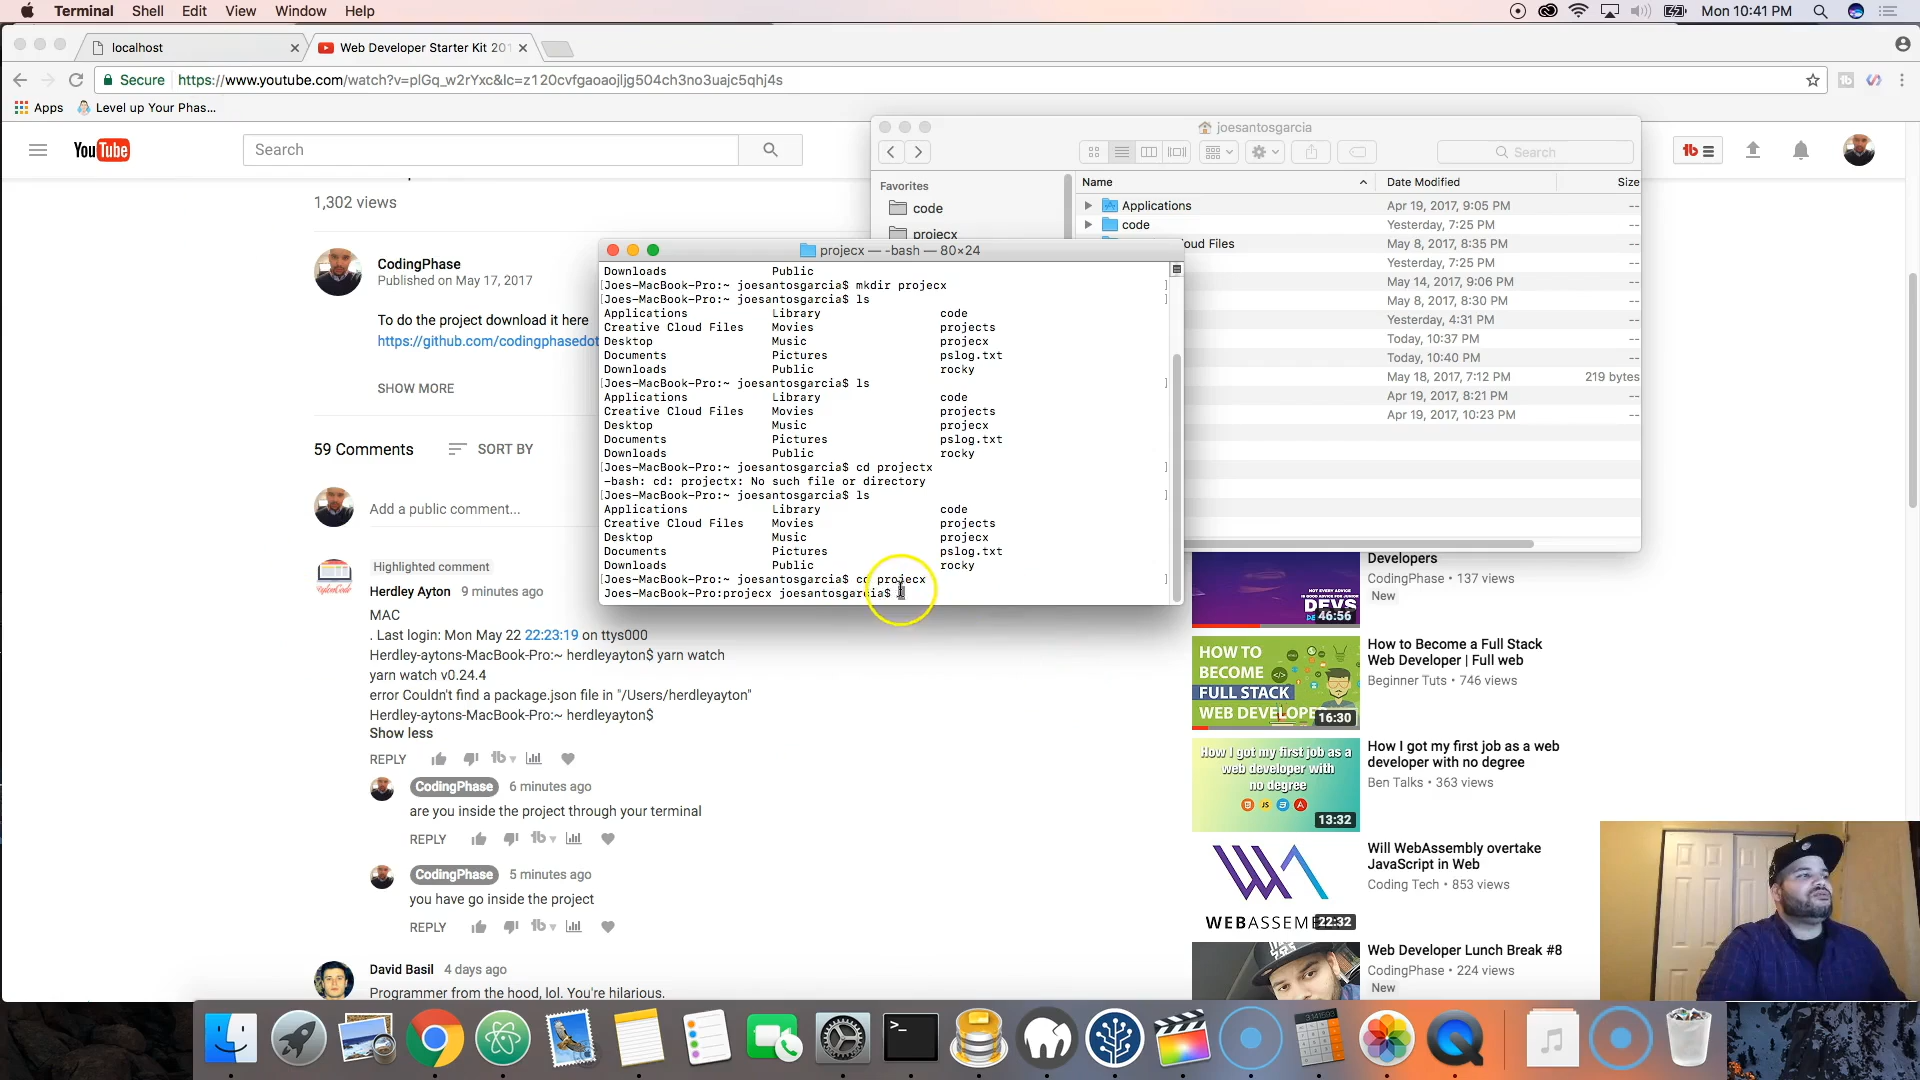 Terminal Shell Edit View Window Help Mon 10:41 PM
localhost Web Developer Starter Kit 201
Secure https://www.youtube.com/watch?v=plGq_w2rYxc&lc=z120cvfgaoaojljg504ch3no3uajc5qhj4s
Apps Level up Your Phas...
YouTube Search
1,302 views
CodingPhase
Published on May 17, 2017
To do the project download it here
https://github.com/codingphasedot
SHOW MORE
59 Comments SORT BY
Add a public comment...
Highlighted comment
Herdley Ayton 9 minutes ago
MAC
. Last login: Mon May 22 22:23:19 on ttys000
Herdley-aytons-MacBook-Pro:~ herdleyayton$ yarn watch
yarn watch v0.24.4
error Couldn't find a package.json file in "/Users/herdleyayton"
Herdley-aytons-MacBook-Pro:~ herdleyayton$
Show less
REPLY
CodingPhase 6 minutes ago
are you inside the project through your terminal
REPLY
CodingPhase 5 minutes ago
you have go inside the project
REPLY
David Basil 4 days ago
Programmer from the hood, lol. You're hilarious.
joesantosgarcia
Search
Favorites
code
projecx
Name Date Modified Size
Applications Apr 19, 2017, 9:05 PM --
code Yesterday, 7:25 PM --
oud Files May 8, 2017, 8:35 PM --
Yesterday, 7:25 PM --
May 14, 2017, 9:06 PM --
May 8, 2017, 8:30 PM --
Yesterday, 4:31 PM --
Today, 10:37 PM --
Today, 10:40 PM --
May 18, 2017, 7:12 PM 219 bytes
Apr 19, 2017, 8:21 PM --
Apr 19, 2017, 10:23 PM --
projecx — -bash — 80×24
Downloads Public
[Joes-MacBook-Pro:~ joesantosgarcia$ mkdir projecx ]
[Joes-MacBook-Pro:~ joesantosgarcia$ ls ]
Applications Library code
Creative Cloud Files Movies projects
Desktop Music projecx
Documents Pictures pslog.txt
Downloads Public rocky
[Joes-MacBook-Pro:~ joesantosgarcia$ ls ]
Applications Library code
Creative Cloud Files Movies projects
Desktop Music projecx
Documents Pictures pslog.txt
Downloads Public rocky
[Joes-MacBook-Pro:~ joesantosgarcia$ cd projectx ]
-bash: cd: projectx: No such file or directory
[Joes-MacBook-Pro:~ joesantosgarcia$ ls ]
Applications Library code
Creative Cloud Files Movies projects
Desktop Music projecx
Documents Pictures pslog.txt
Downloads Public rocky
[Joes-MacBook-Pro:~ joesantosgarcia$ cd projecx ]
Joes-MacBook-Pro:projecx joesantosgarcia$
Developers
CodingPhase • 137 views
New
DEVS
46:56
How to Become a Full Stack
Web Developer | Full web
Beginner Tuts • 746 views
HOW TO
BECOME
FULL STACK
WEB DEVELOPER
16:30
How I got my first job as a web
developer with no degree
Ben Talks • 363 views
How I got my first job as a
web developer with
no degree
13:32
Will WebAssembly overtake
JavaScript in Web
Coding Tech • 853 views
WEBASSEM
22:32
Web Developer Lunch Break #8
CodingPhase • 224 views
New